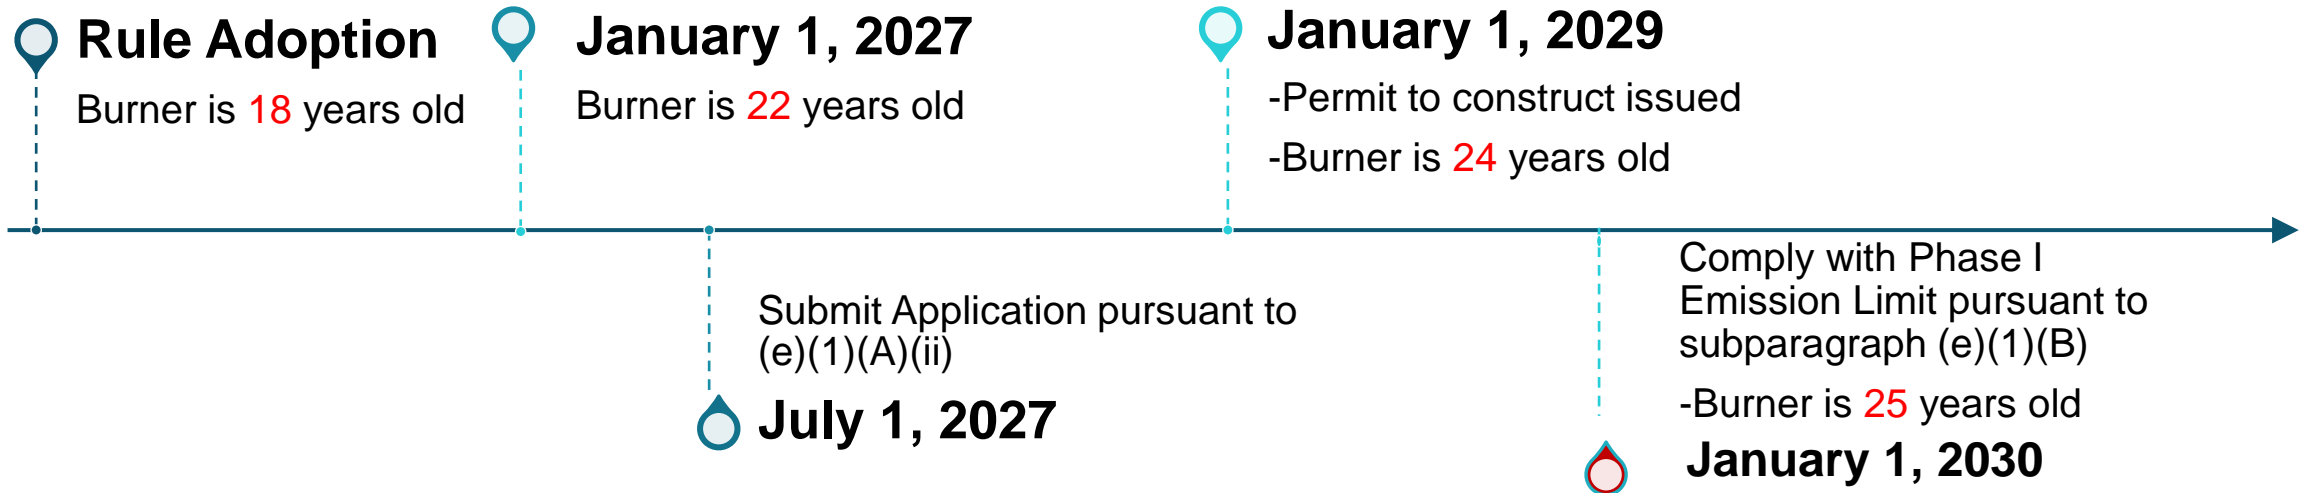 Rule Adoption
Burner is 18 years old
January 1, 2027
Burner is 22 years old
January 1, 2029
-Permit to construct issued
-Burner is 24 years old
Submit Application pursuant to
(e)(1)(A)(ii)
July 1, 2027
Comply with Phase I
Emission Limit pursuant to
subparagraph (e)(1)(B)
-Burner is 25 years old
January 1, 2030